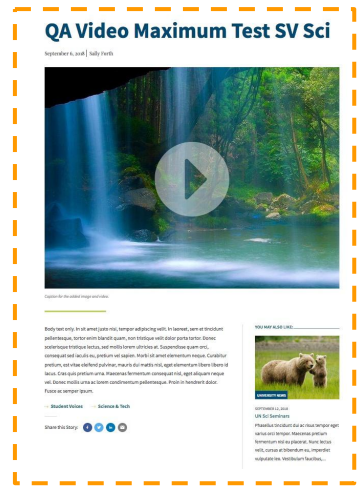 QA Video Maximum Test SV Sci
September 6, 2018 | Sally Forth
Caption for the added image and video.
Body text only. In sit amet justo nisl, tempor adipiscing velit. In laoreet, sem et tincidunt
pellentesque, tortor enim blandit quam, non tristique velit dolor porta tortor. Donec
scelerisque tristique lectus, sed mollis lorem ultricies at. Suspendisse quam orci,
consequat sed iaculis eu, pretium vel sapien. Morbi sit amet elementum neque. Curabitur
pretium, est vitae eleifend pulvinar, mauris dui mattis nisl, eget elementum libero libero id
lacus. Cras quis pretium urna. Maecenas fermentum consequat nisl, eget aliquam neque
vel. Donec mollis urna ac lorem condimentum pellentesque. Proin in hendrerit dolor.
Fusce ac semper ipsum.
Student Voices
Science & Tech
Share this Story:
YOU MAY ALSO LIKE:
UNIVERSITY NEWS
SEPTEMBER 12, 2018
UN Sci Seminars
Phasellus tincidunt dui ac risus tempor eget
varius orci tempor. Maecenas pretium
fermentum nisl eu placerat. Nunc lectus
velit, cursus at bibendum eu, imperdiet
vulputate leo. Vestibulum faucibus,...